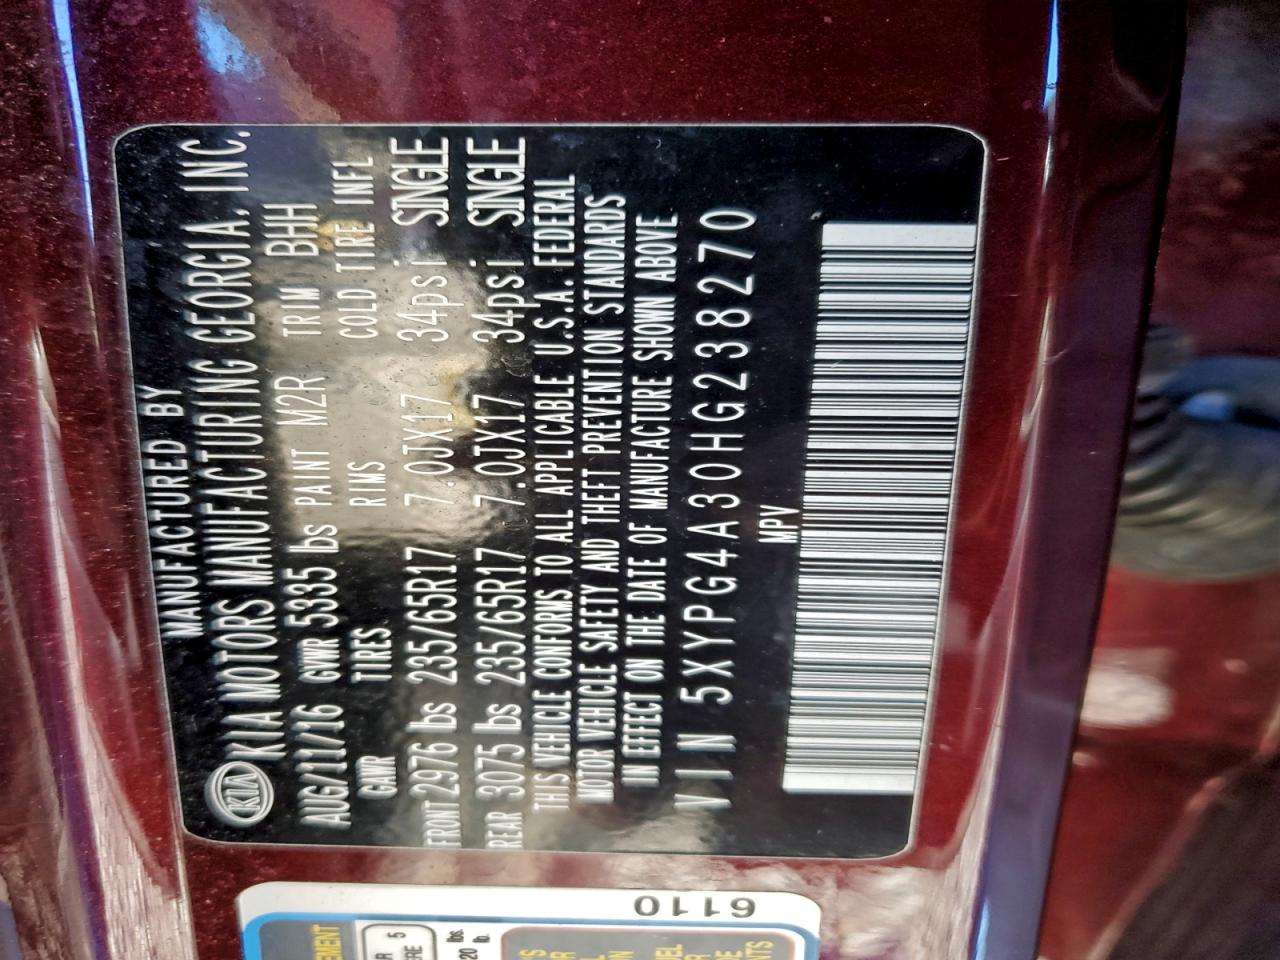 MANUFACTURED BY
KIA KIA MOTORS MANUFACTURING GEORGIA, INC.
AUG/11/16 GVWR 5335 lbs PAINT M2R TRIM BHH
GAWR TIRES RIMS COLD TIRE INFL
FRONT 2976 lbs 235/65R17 7.0JX17 34psi SINGLE
REAR 3075 lbs 235/65R17 7.0JX17 34psi SINGLE
THIS VEHICLE CONFORMS TO ALL APPLICABLE U.S.A. FEDERAL
MOTOR VEHICLE SAFETY AND THEFT PREVENTION STANDARDS
IN EFFECT ON THE DATE OF MANUFACTURE SHOWN ABOVE
VIN 5XYPG4A30HG238270
MPV
6110